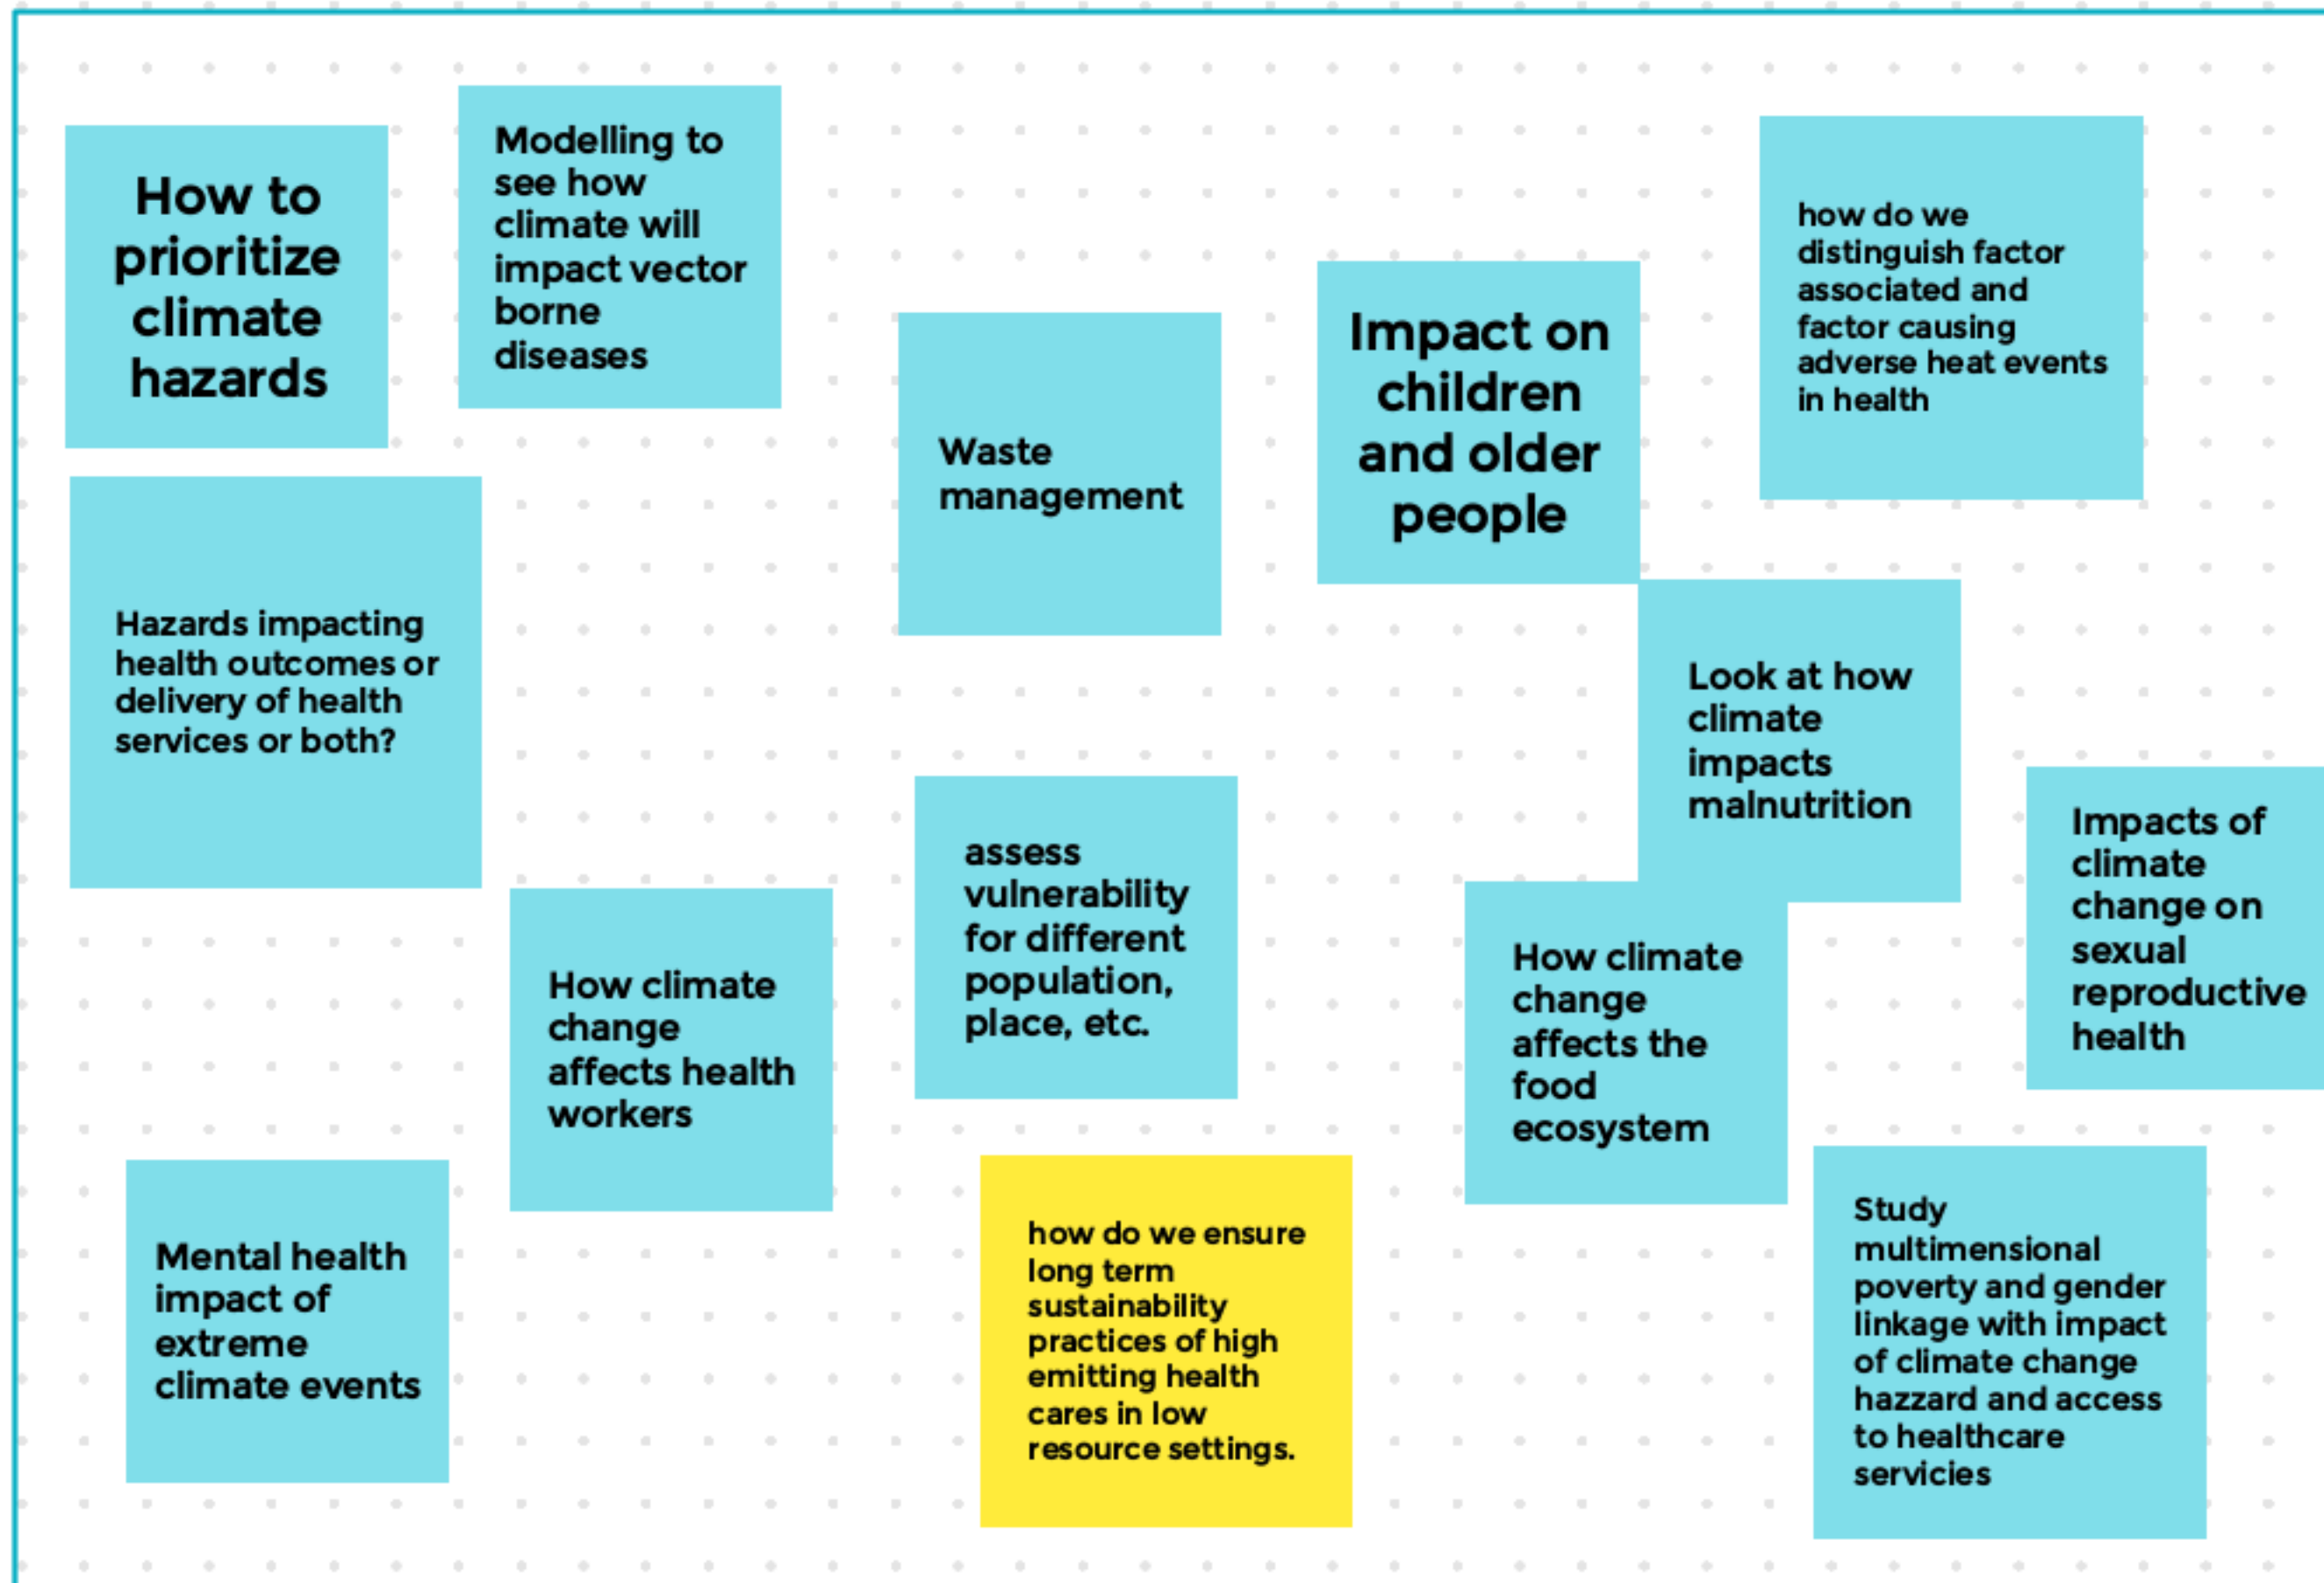 How to
prioritize
climate
hazards
Modelling to
see how
climate will
impact vector
borne
diseases
Waste
management
Impact on
children
and older
people
how do we
distinguish factor
associated and
factor causing
adverse heat events
in health
Hazards impacting
health outcomes or
delivery of health
services or both?
Look at how
climate
impacts
malnutrition
Impacts of
climate
change on
sexual
reproductive
health
assess
vulnerability
for different
population,
place, etc.
How climate
change
affects health
workers
How climate
change
affects the
food
ecosystem
Mental health
impact of
extreme
climate events
how do we ensure
long term
sustainability
practices of high
emitting health
cares in low
resource settings.
Study
multimensional
poverty and gender
linkage with impact
of climate change
hazzard and access
to healthcare
servicies